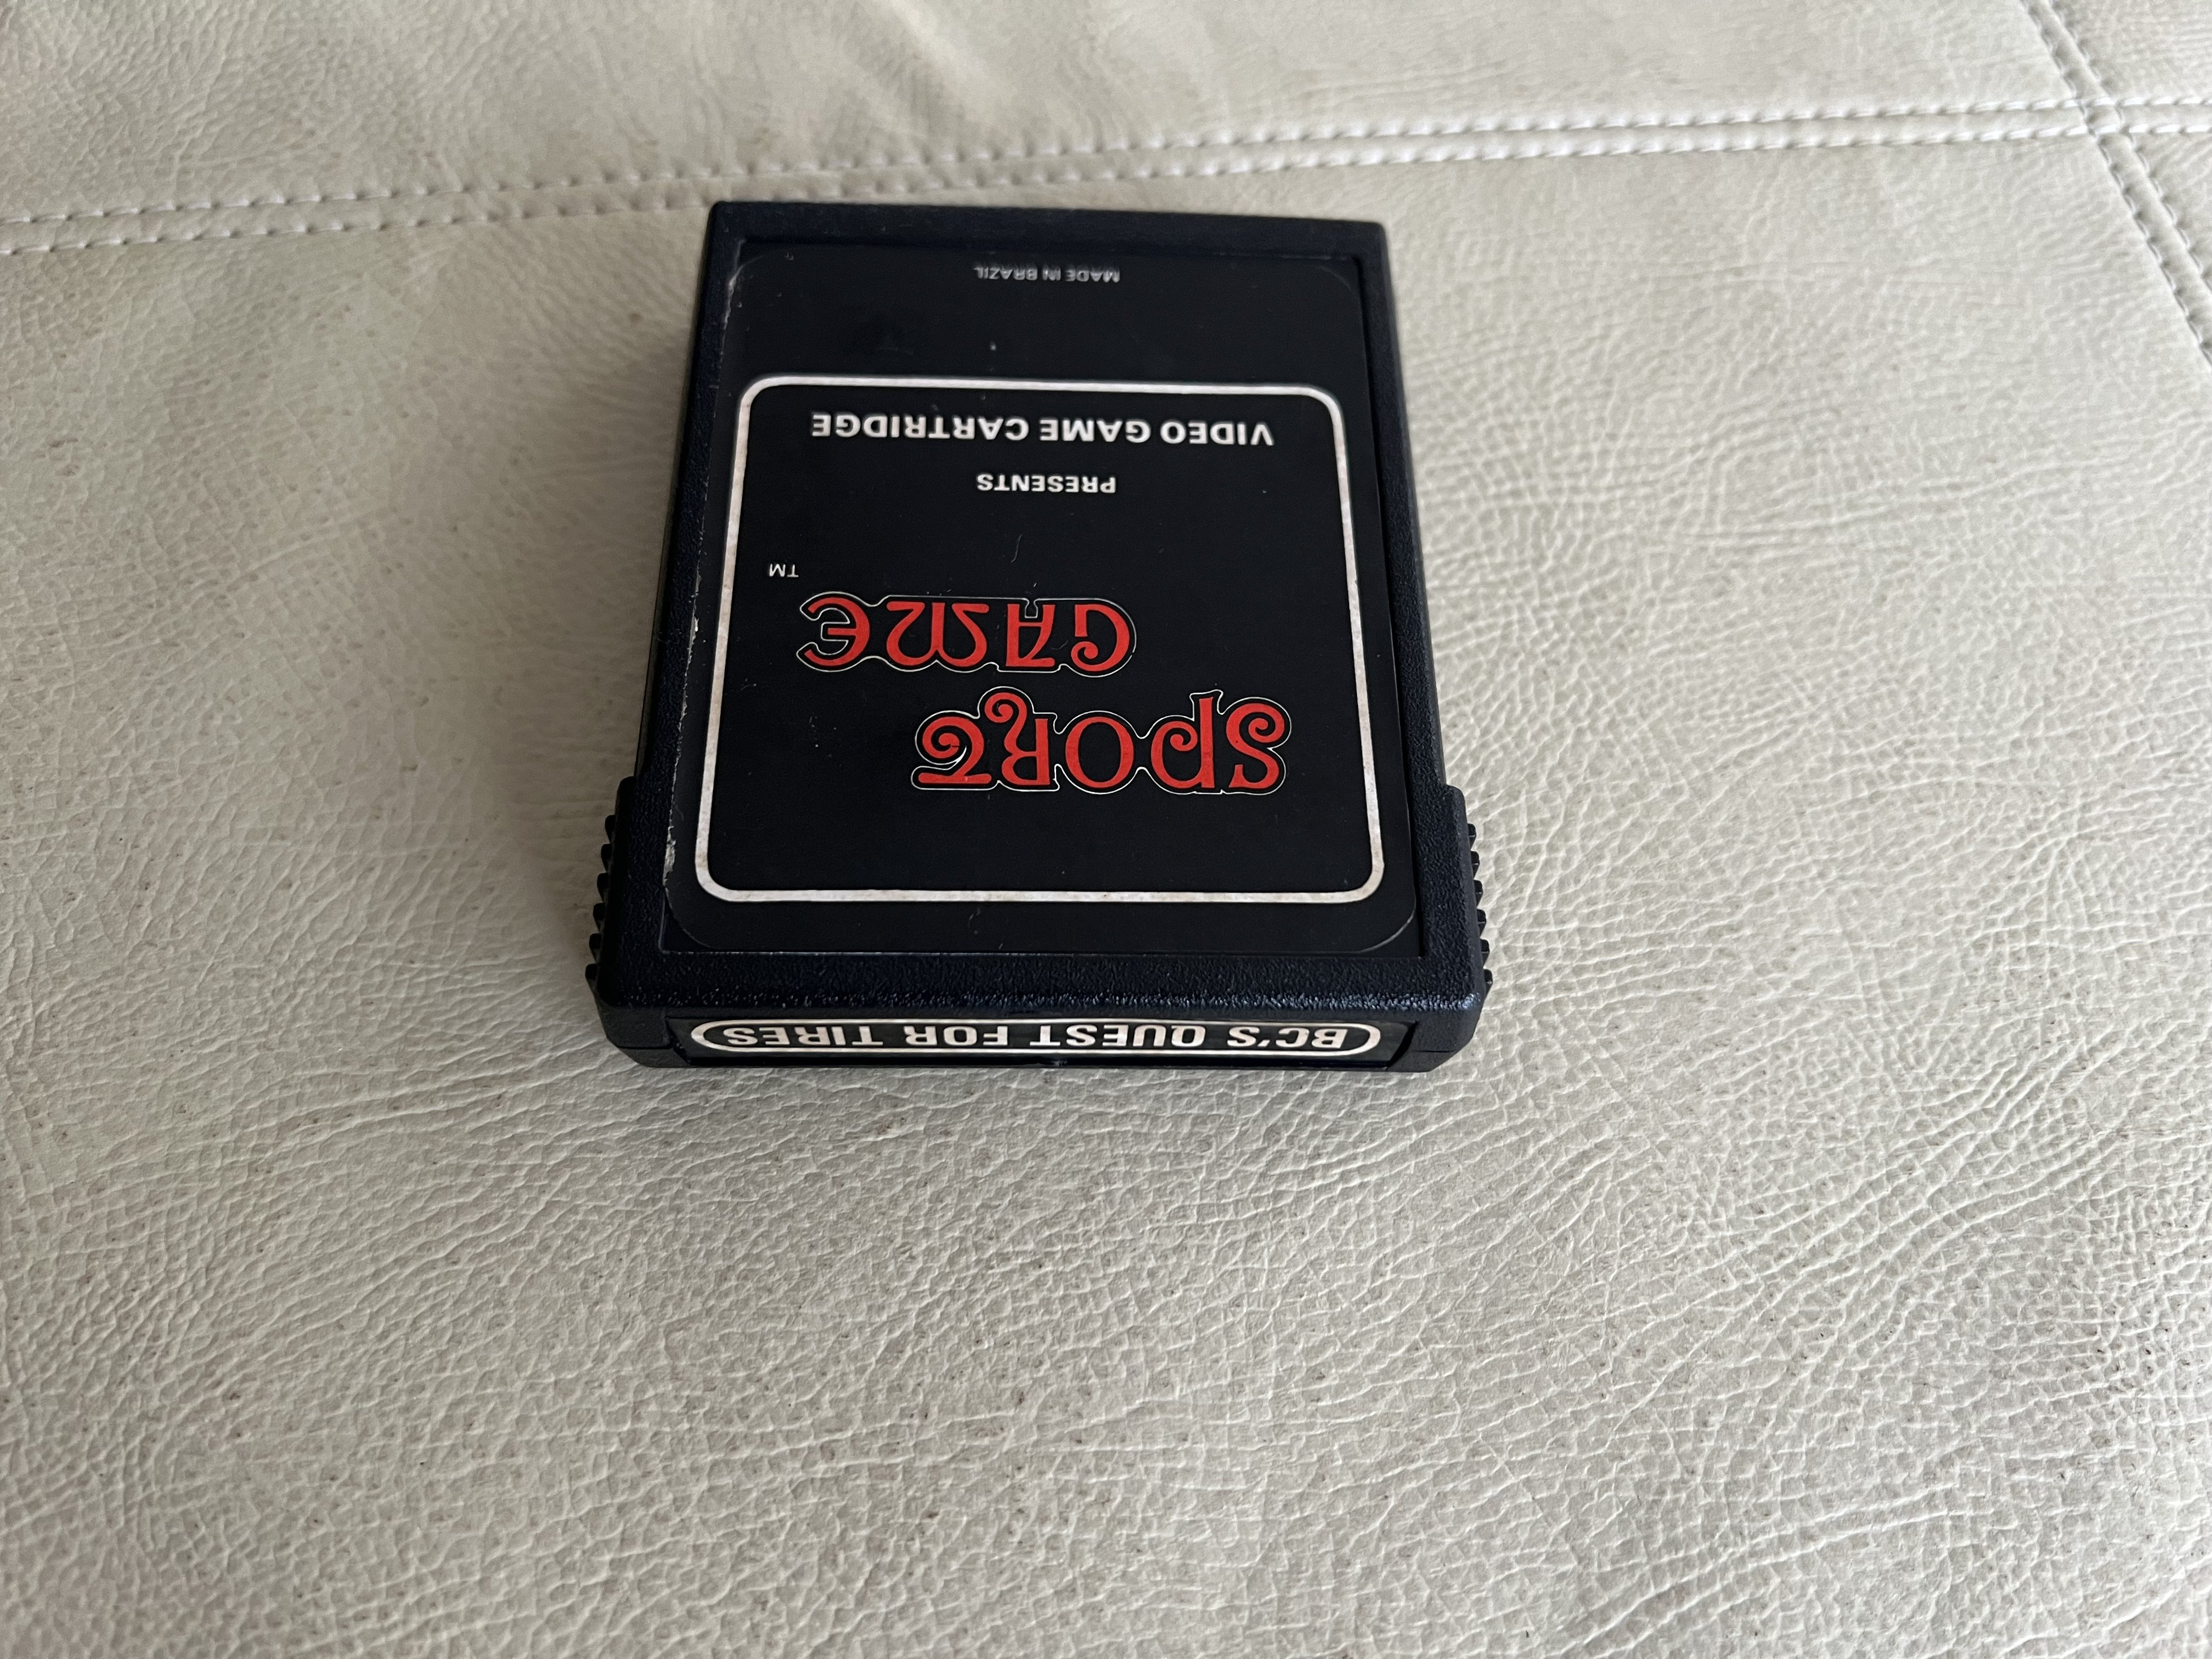 BC'S QUEST FOR TIRES
SPORT
GAME
TM
PRESENTS
VIDEO GAME CARTRIDGE
MADE IN BRAZIL